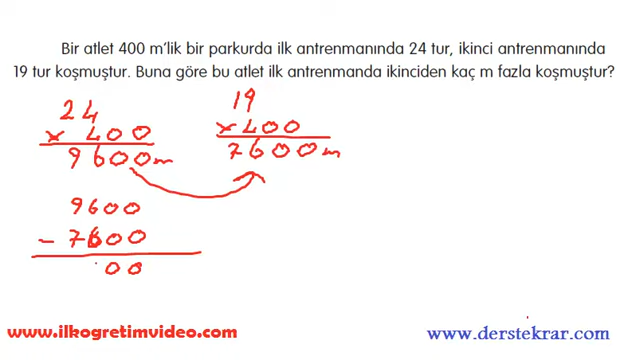 Bir atlet 400 m'lik bir parkurda ilk antrenmanında 24 tur, ikinci antrenmanında
19 tur koşmuştur. Buna göre bu atlet ilk antrenmanda ikinciden kaç m fazla koşmuştur?
24
x 400
9600m
19
x 400
7600m
9600
- 7600
00
www.ilkogretimvideo.com
www.derstekrar.com